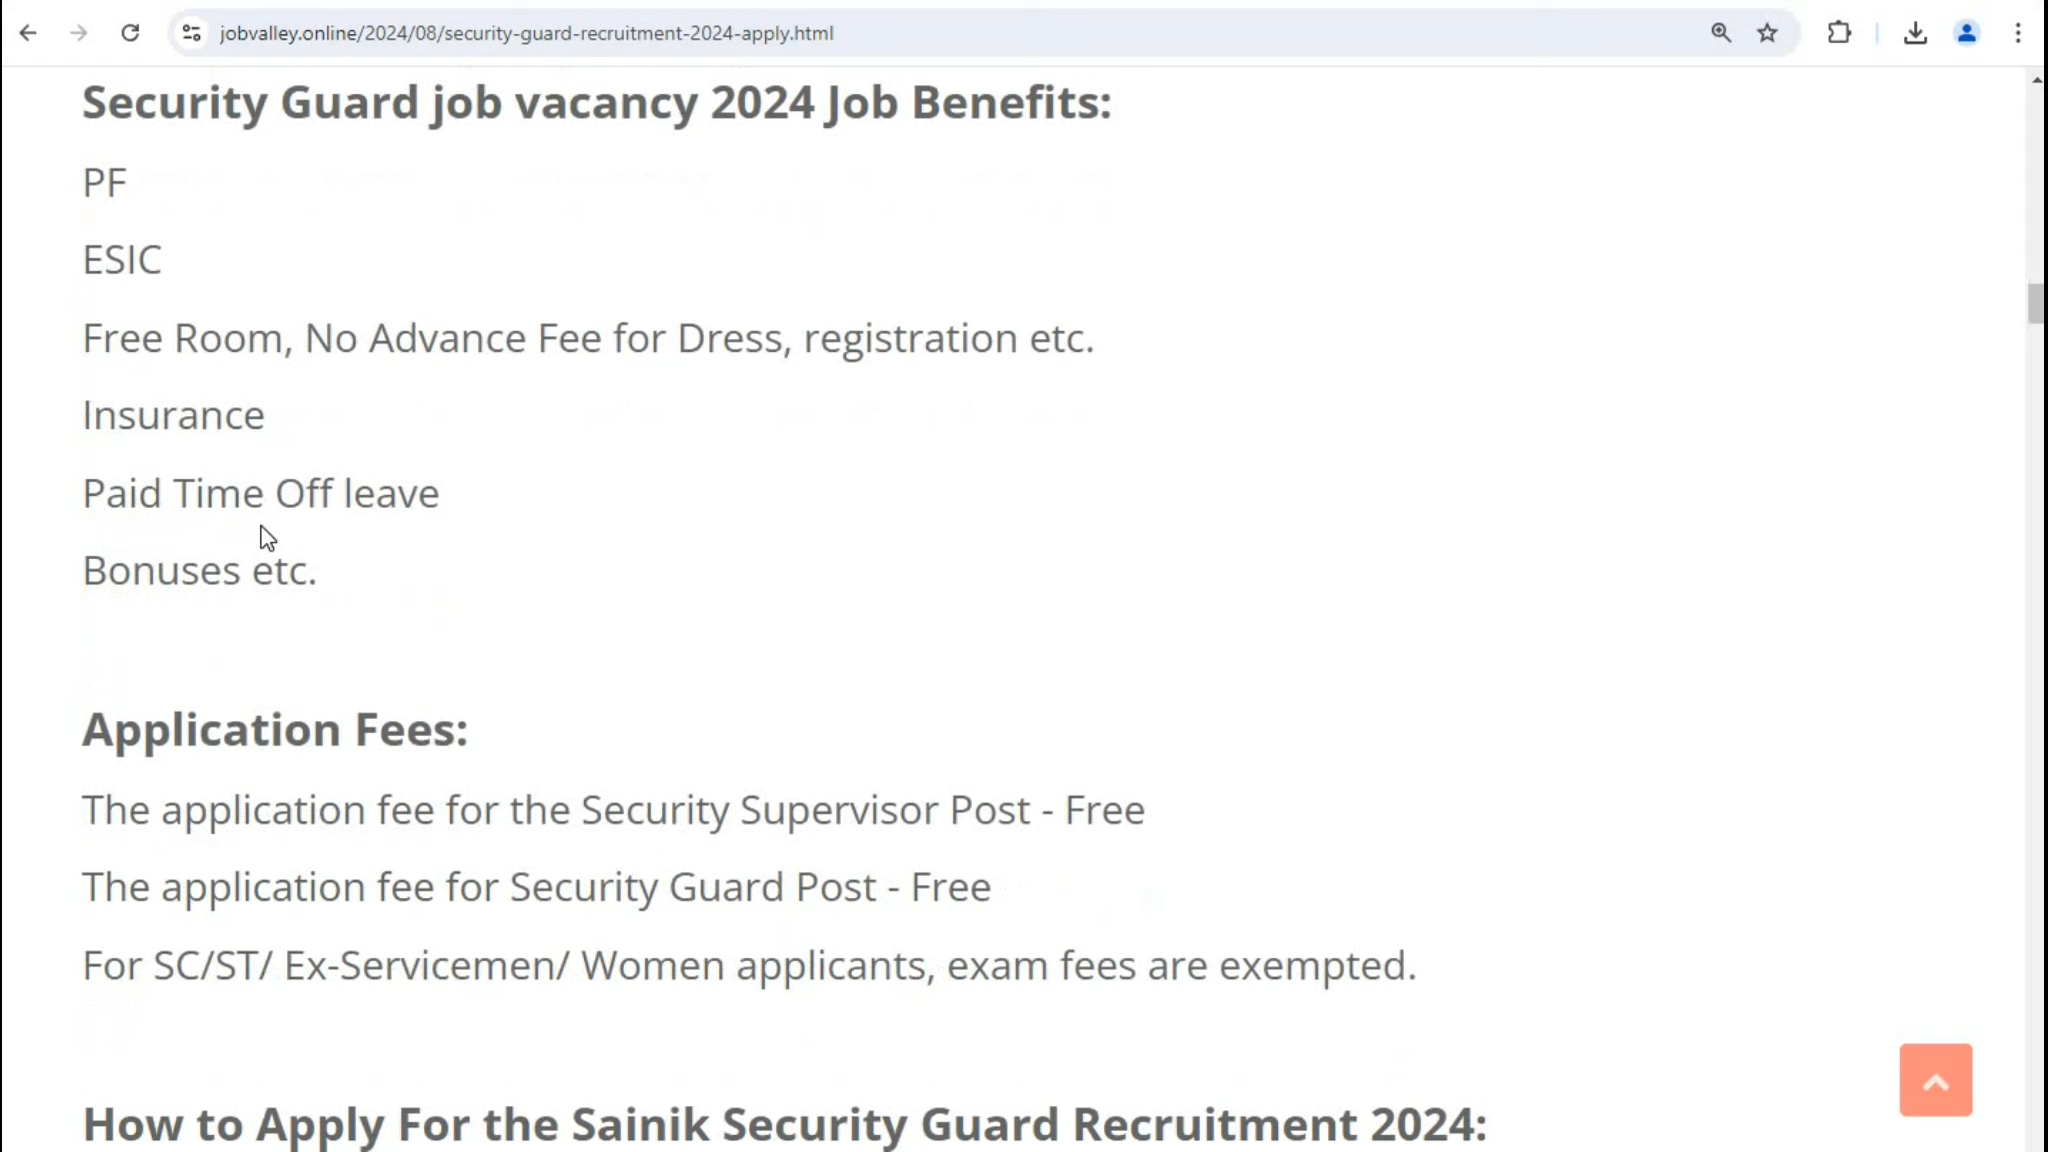 jobvalley.online/2024/08/security-guard-recruitment-2024-apply.html
Security Guard job vacancy 2024 Job Benefits:
PF
ESIC
Free Room, No Advance Fee for Dress, registration etc.
Insurance
Paid Time Off leave
Bonuses etc.
Application Fees:
The application fee for the Security Supervisor Post - Free
The application fee for Security Guard Post - Free
For SC/ST/ Ex-Servicemen/ Women applicants, exam fees are exempted.
How to Apply For the Sainik Security Guard Recruitment 2024: